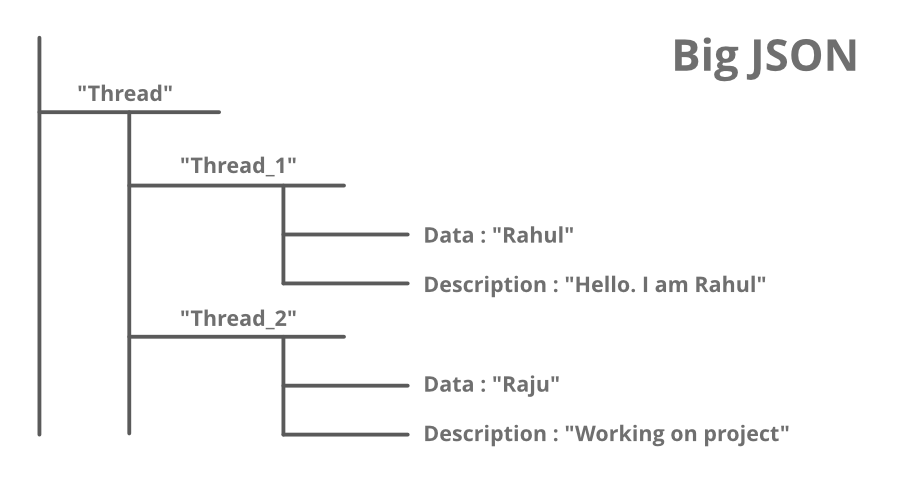 Big JSON
"Thread"
"Thread_1"
Data : "Rahul"
Description : "Hello. I am Rahul"
"Thread_2"
Data : "Raju"
Description : "Working on project"